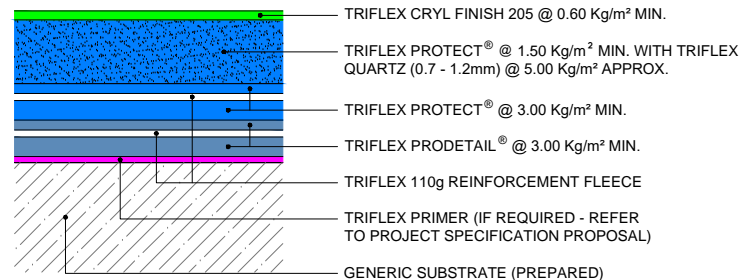 TRIFLEX CRYL FINISH 205 @ 0.60 Kg/m² MIN.
TRIFLEX PROTECT® @ 1.50 Kg/m² MIN. WITH TRIFLEX
QUARTZ (0.7 - 1.2mm) @ 5.00 Kg/m² APPROX.
TRIFLEX PROTECT® @ 3.00 Kg/m² MIN.
TRIFLEX PRODETAIL® @ 3.00 Kg/m² MIN.
TRIFLEX 110g REINFORCEMENT FLEECE
TRIFLEX PRIMER (IF REQUIRED - REFER
TO PROJECT SPECIFICATION PROPOSAL)
GENERIC SUBSTRATE (PREPARED)